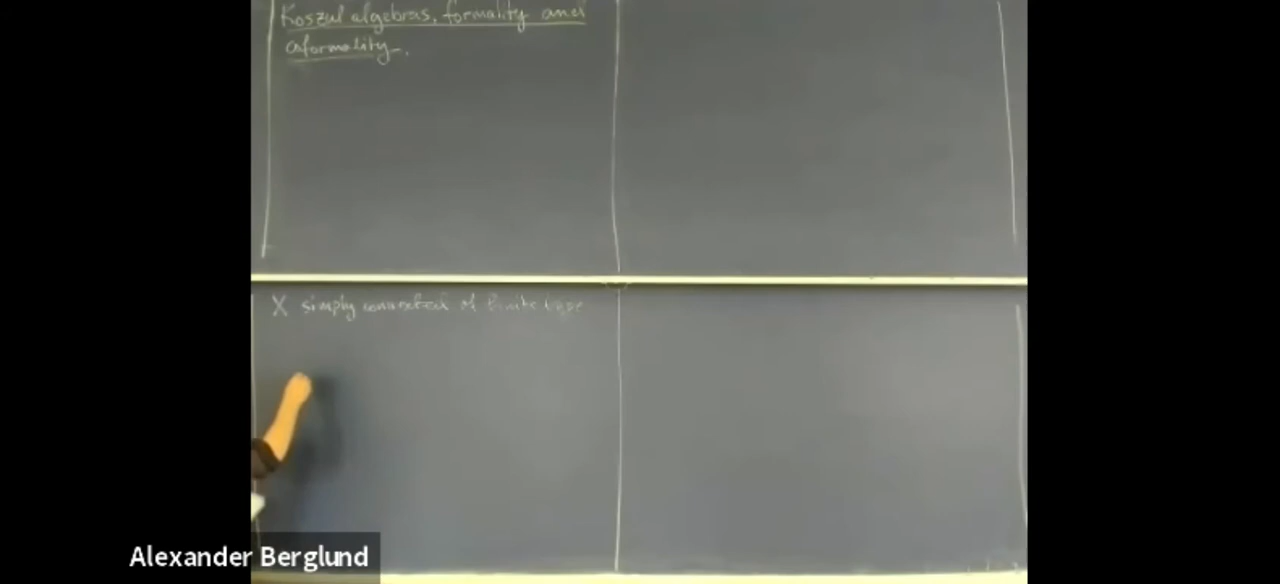 Koszul algebras, formality and
coformality.
X simply connected of finite type
Alexander Berglund